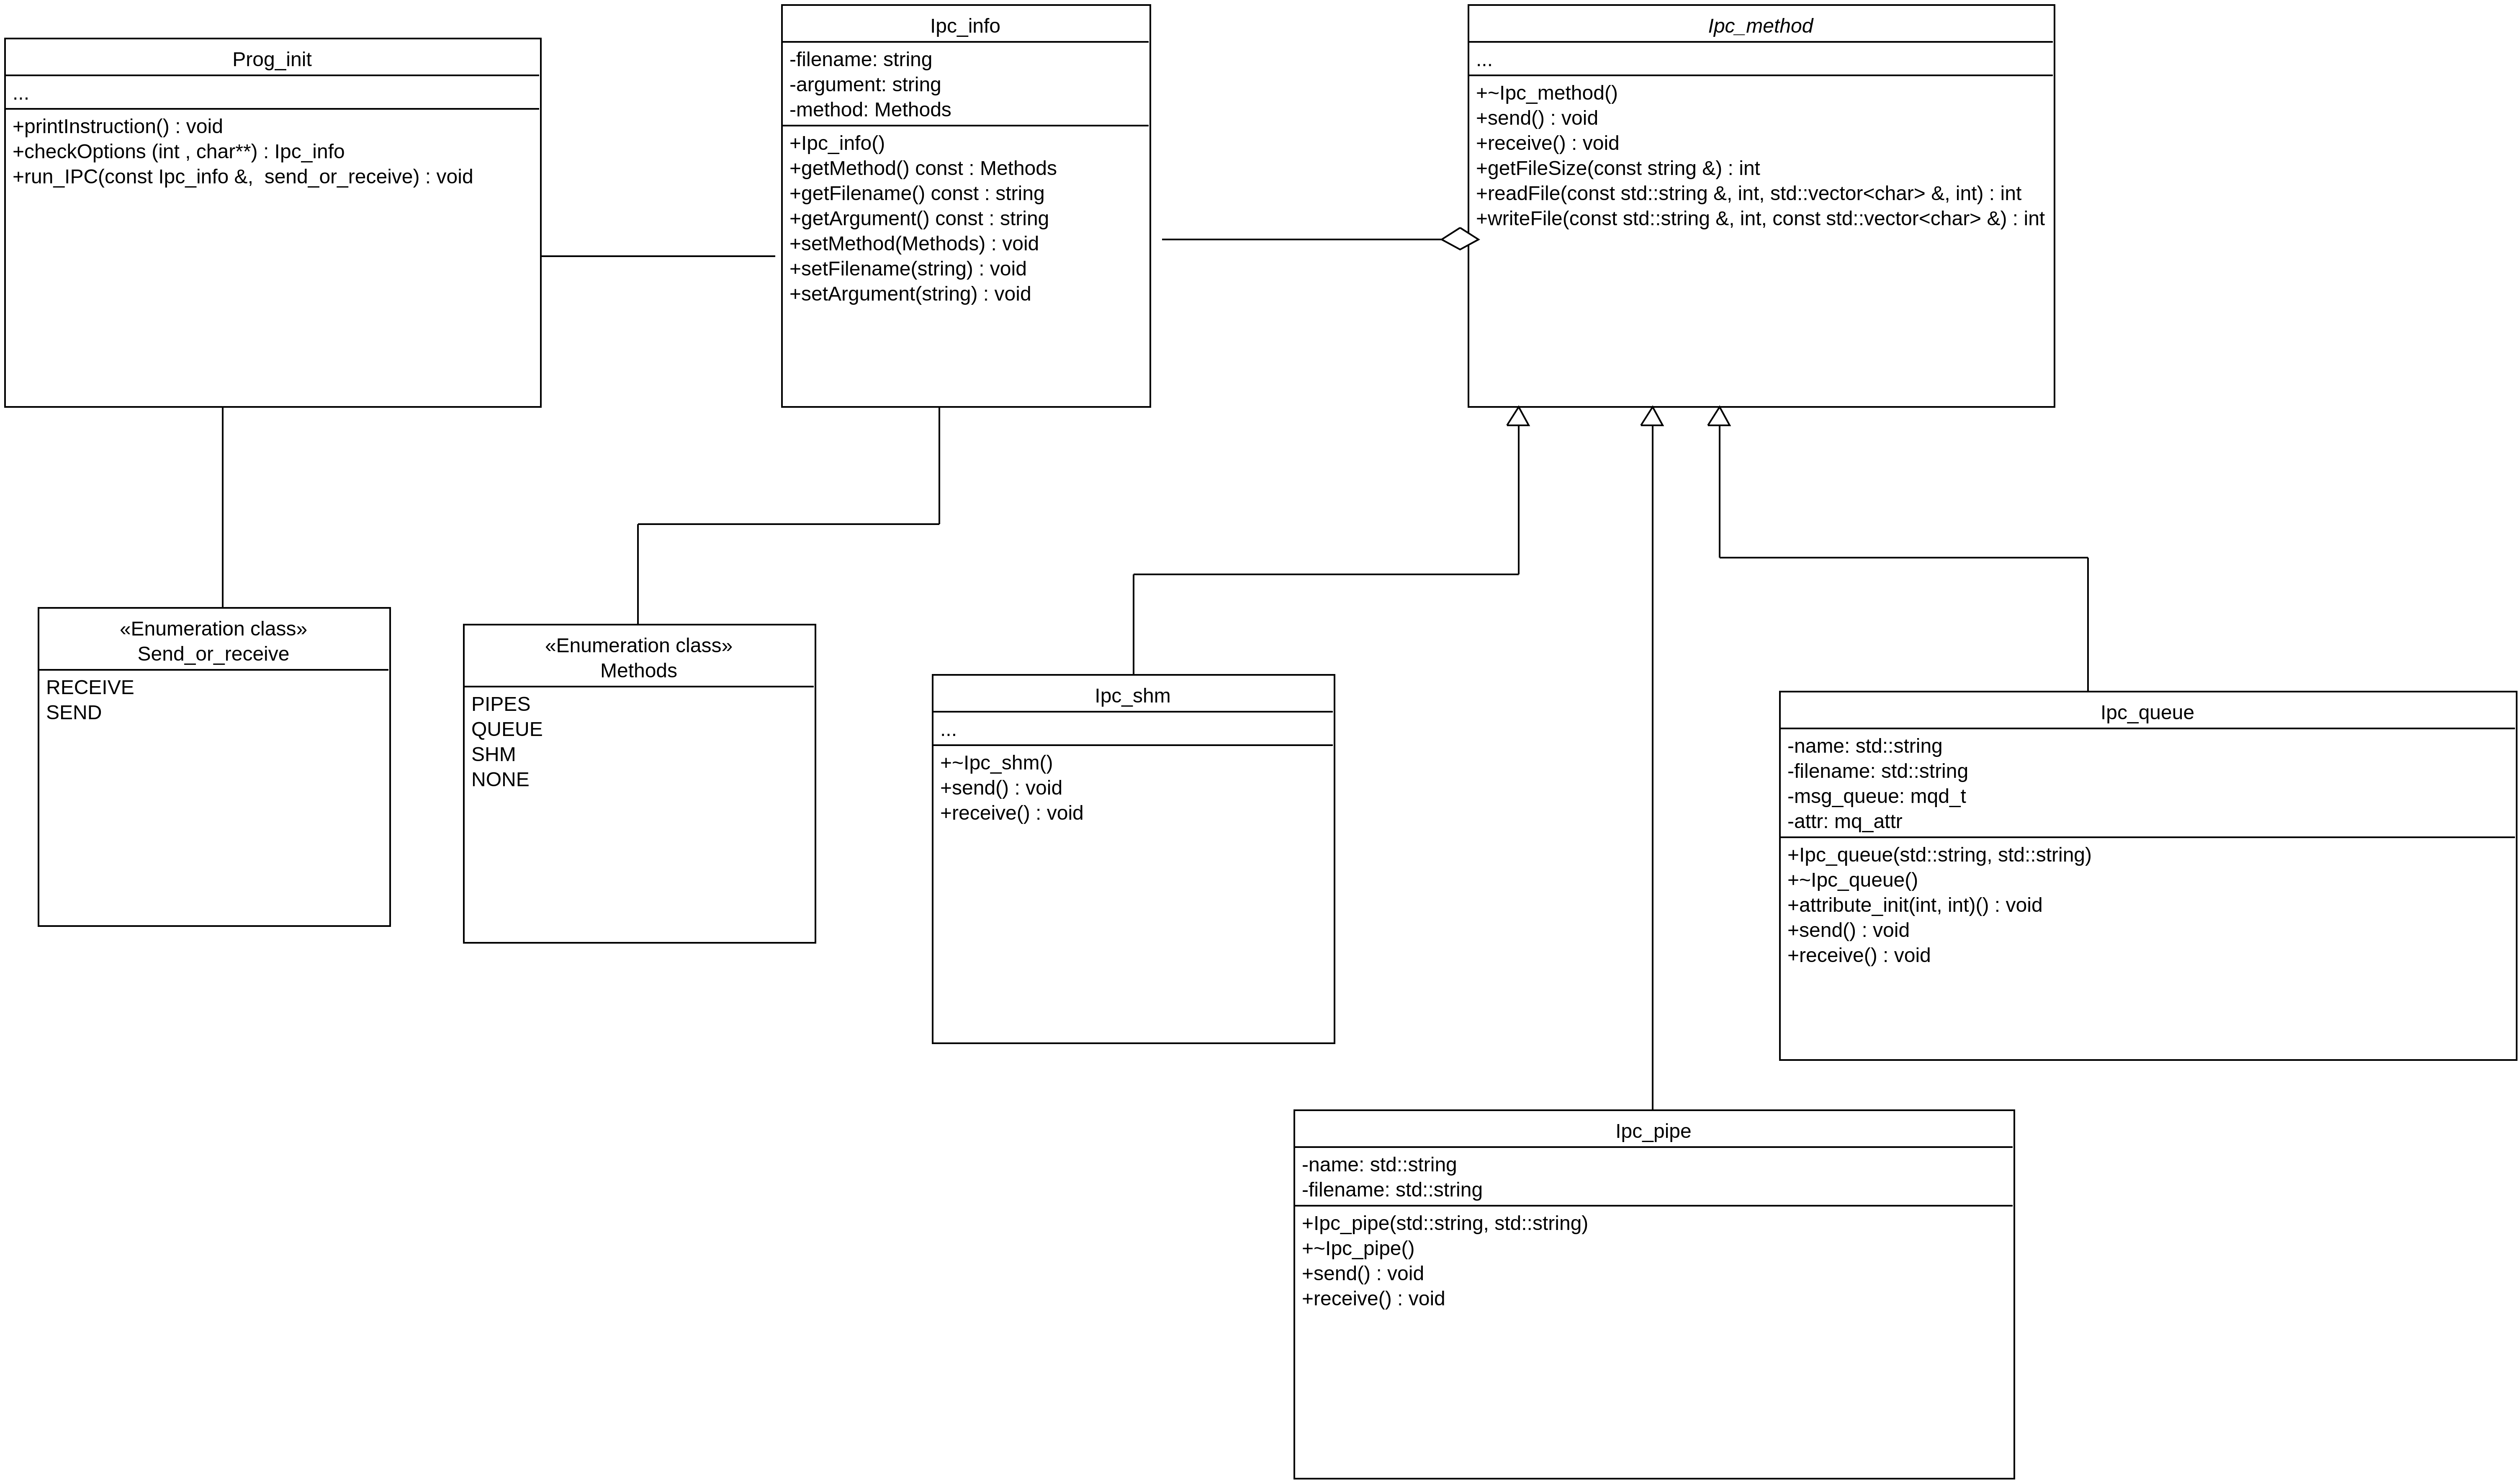 Prog_init
...
+printInstruction() : void
+checkOptions (int , char**) : Ipc_info
+run_IPC(const Ipc_info &,  send_or_receive) : void
Ipc_info
-filename: string
-argument: string
-method: Methods
+Ipc_info()
+getMethod() const : Methods
+getFilename() const : string
+getArgument() const : string
+setMethod(Methods) : void
+setFilename(string) : void
+setArgument(string) : void
Ipc_method
...
+~Ipc_method()
+send() : void
+receive() : void
+getFileSize(const string &) : int
+readFile(const std::string &, int, std::vector<char> &, int) : int
+writeFile(const std::string &, int, const std::vector<char> &) : int
«Enumeration class»
Send_or_receive
RECEIVE
SEND
«Enumeration class»
Methods
PIPES
QUEUE
SHM
NONE
Ipc_shm
...
+~Ipc_shm()
+send() : void
+receive() : void
Ipc_queue
-name: std::string
-filename: std::string
-msg_queue: mqd_t
-attr: mq_attr
+Ipc_queue(std::string, std::string)
+~Ipc_queue()
+attribute_init(int, int)() : void
+send() : void
+receive() : void
Ipc_pipe
-name: std::string
-filename: std::string
+Ipc_pipe(std::string, std::string)
+~Ipc_pipe()
+send() : void
+receive() : void